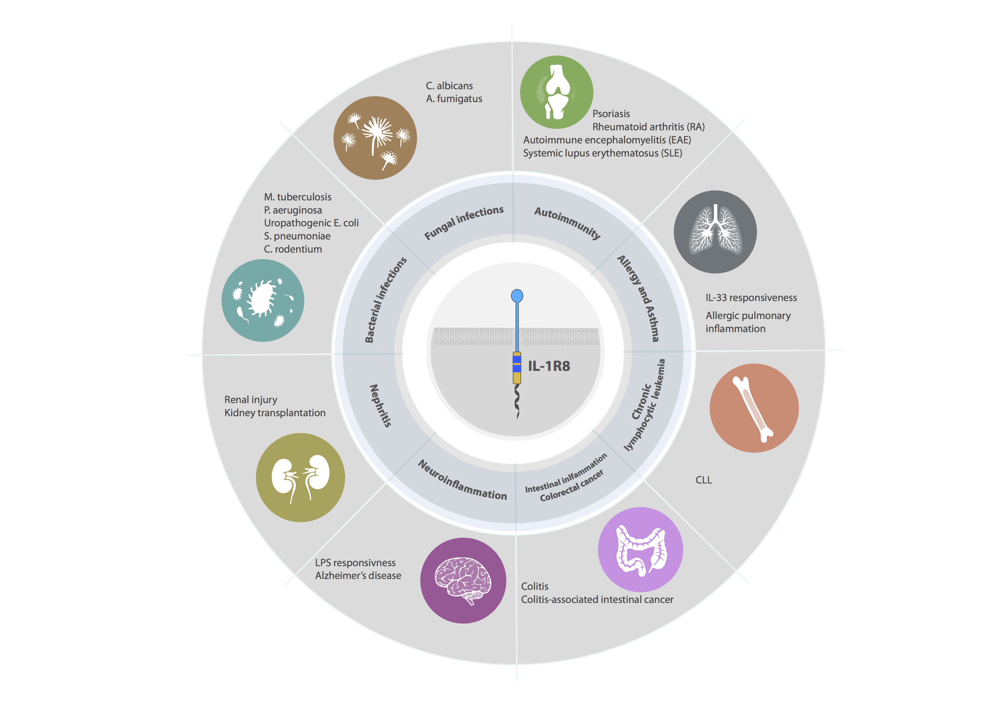 C. albicans
A. fumigatus
Psoriasis
Rheumatoid arthritis (RA)
Autoimmune encephalomyelitis (EAE)
Systemic lupus erythematosus (SLE)
M. tuberculosis
P. aeruginosa
Uropathogenic E. coli
S. pneumoniae
C. rodentium
Fungal infections
Autoimmunity
Bacterial infections
Allergy and Asthma
IL-33 responsiveness
Allergic pulmonary
inflammation
IL-1R8
Nephritis
Chronic
lymphocytic leukemia
Renal injury
Kidney transplantation
Neuroinflammation
Intestinal inlfammation
Colorectal cancer
CLL
LPS responsivness
Alzheimer’s disease
Colitis
Colitis-associated intestinal cancer